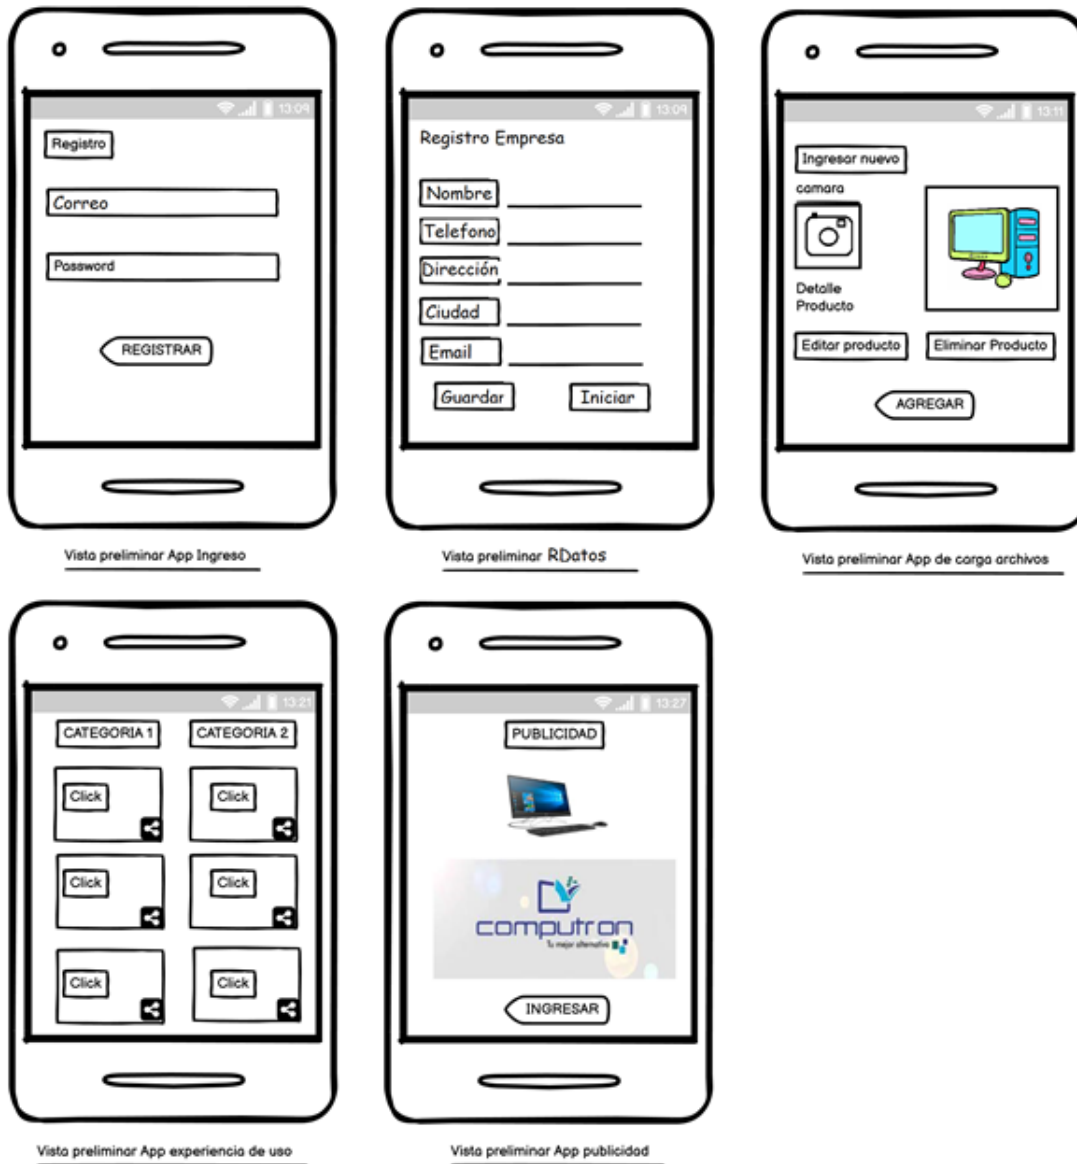 13:09
Registro
Correo
Password
REGISTRAR
Vista preliminar App Ingreso
13:09
Registro Empresa
Nombre
Telefono
Dirección
Ciudad
Email
Guardar Iniciar
Vista preliminar RDatos
13:11
Ingresar nuevo
camara
Detalle
Producto
Editar producto Eliminar Producto
AGREGAR
Vista preliminar App de carga archivos
13:21
CATEGORIA 1 CATEGORIA 2
Click Click
Click Click
Click Click
Vista preliminar App experiencia de uso
13:27
PUBLICIDAD
computron
Tu mejor alternativa
INGRESAR
Vista preliminar App publicidad